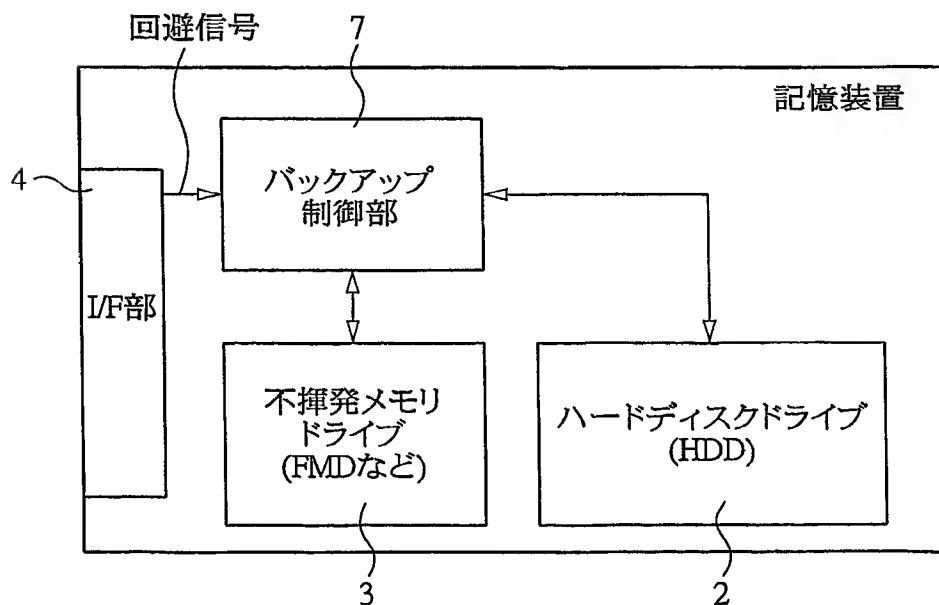 回避信号
7
記憶装置
4
バックアップ
制御部
I/F部
不揮発メモリ
ドライブ
(FMDなど)
ハードディスクドライブ
(HDD)
3
2